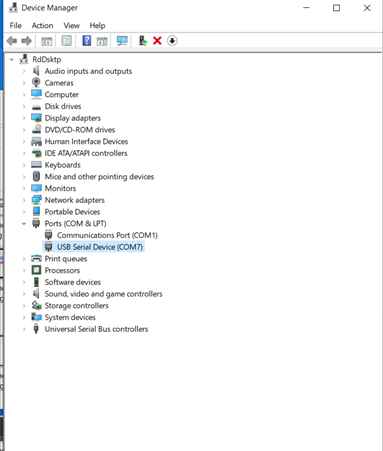 Device Manager
File Action View Help
RdDsktp
Audio inputs and outputs
Cameras
Computer
Disk drives
Display adapters
DVD/CD-ROM drives
Human Interface Devices
IDE ATA/ATAPI controllers
Keyboards
Mice and other pointing devices
Monitors
Network adapters
Portable Devices
Ports (COM & LPT)
Communications Port (COM1)
USB Serial Device (COM7)
Print queues
Processors
Software devices
Sound, video and game controllers
Storage controllers
System devices
Universal Serial Bus controllers